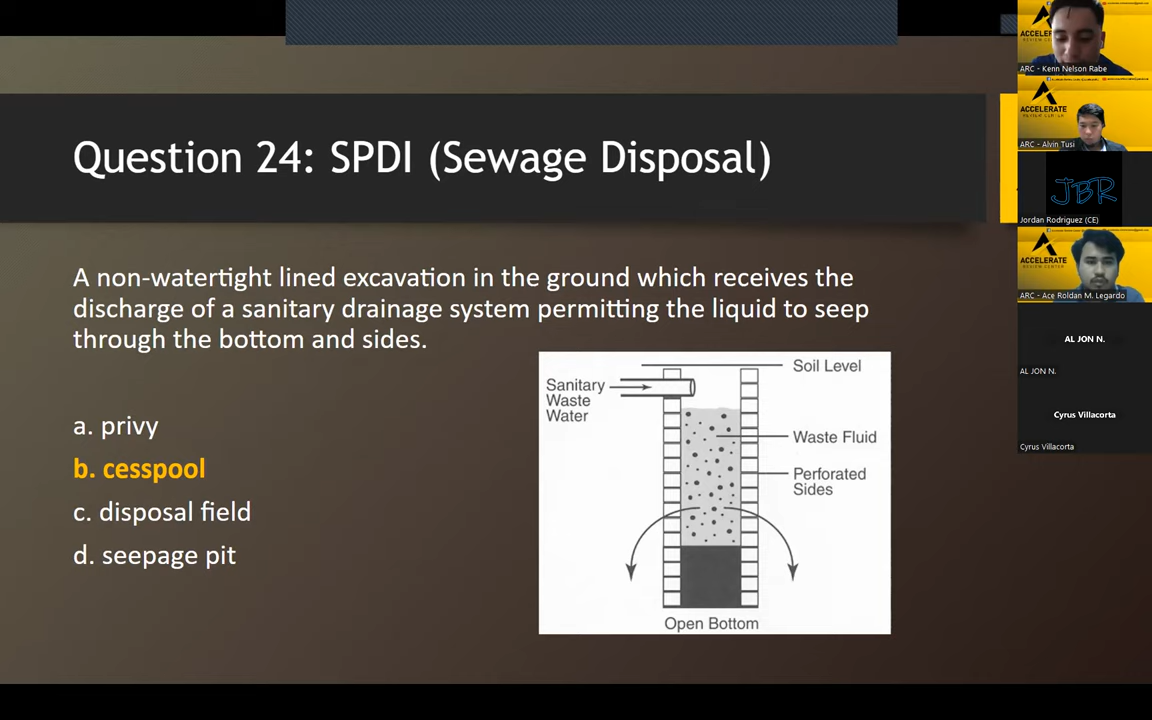 Question 24: SPDI (Sewage Disposal)
A non-watertight lined excavation in the ground which receives the
discharge of a sanitary drainage system permitting the liquid to seep
through the bottom and sides.
a. privy
b. cesspool
c. disposal field
d. seepage pit
Sanitary
Waste
Water
Soil Level
Waste Fluid
Perforated
Sides
Open Bottom
ARC - Kenn Nelson Rabe
ACCELERATE
ARC - Alvin Tusi
JBR
Jordan Rodriguez (CE)
ACCELERATE
REVIEW CENTER
ARC - Ace Roldan M. Legardo
AL JON N.
AL JON N.
Cyrus Villacorta
Cyrus Villacorta